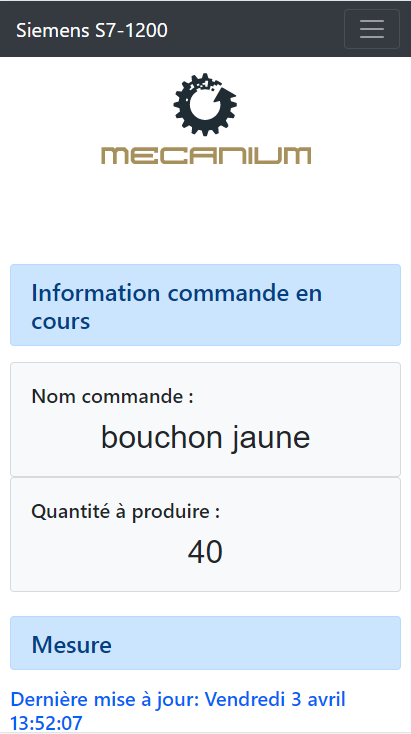 Siemens S7-1200
MECANIUM
Information commande en
cours
Nom commande :
bouchon jaune
Quantité à produire :
40
Mesure
Dernière mise à jour: Vendredi 3 avril
13:52:07